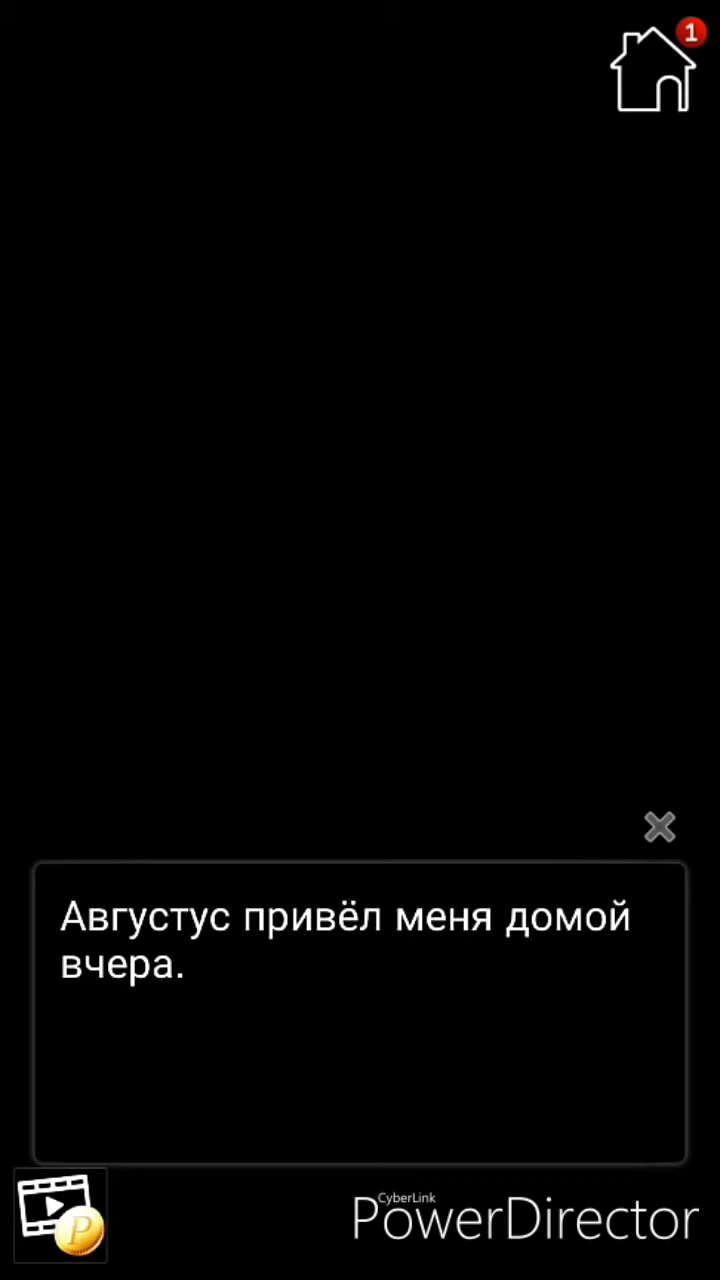 1
Августус привёл меня домой
вчера.
P
CyberLink
PowerDirector